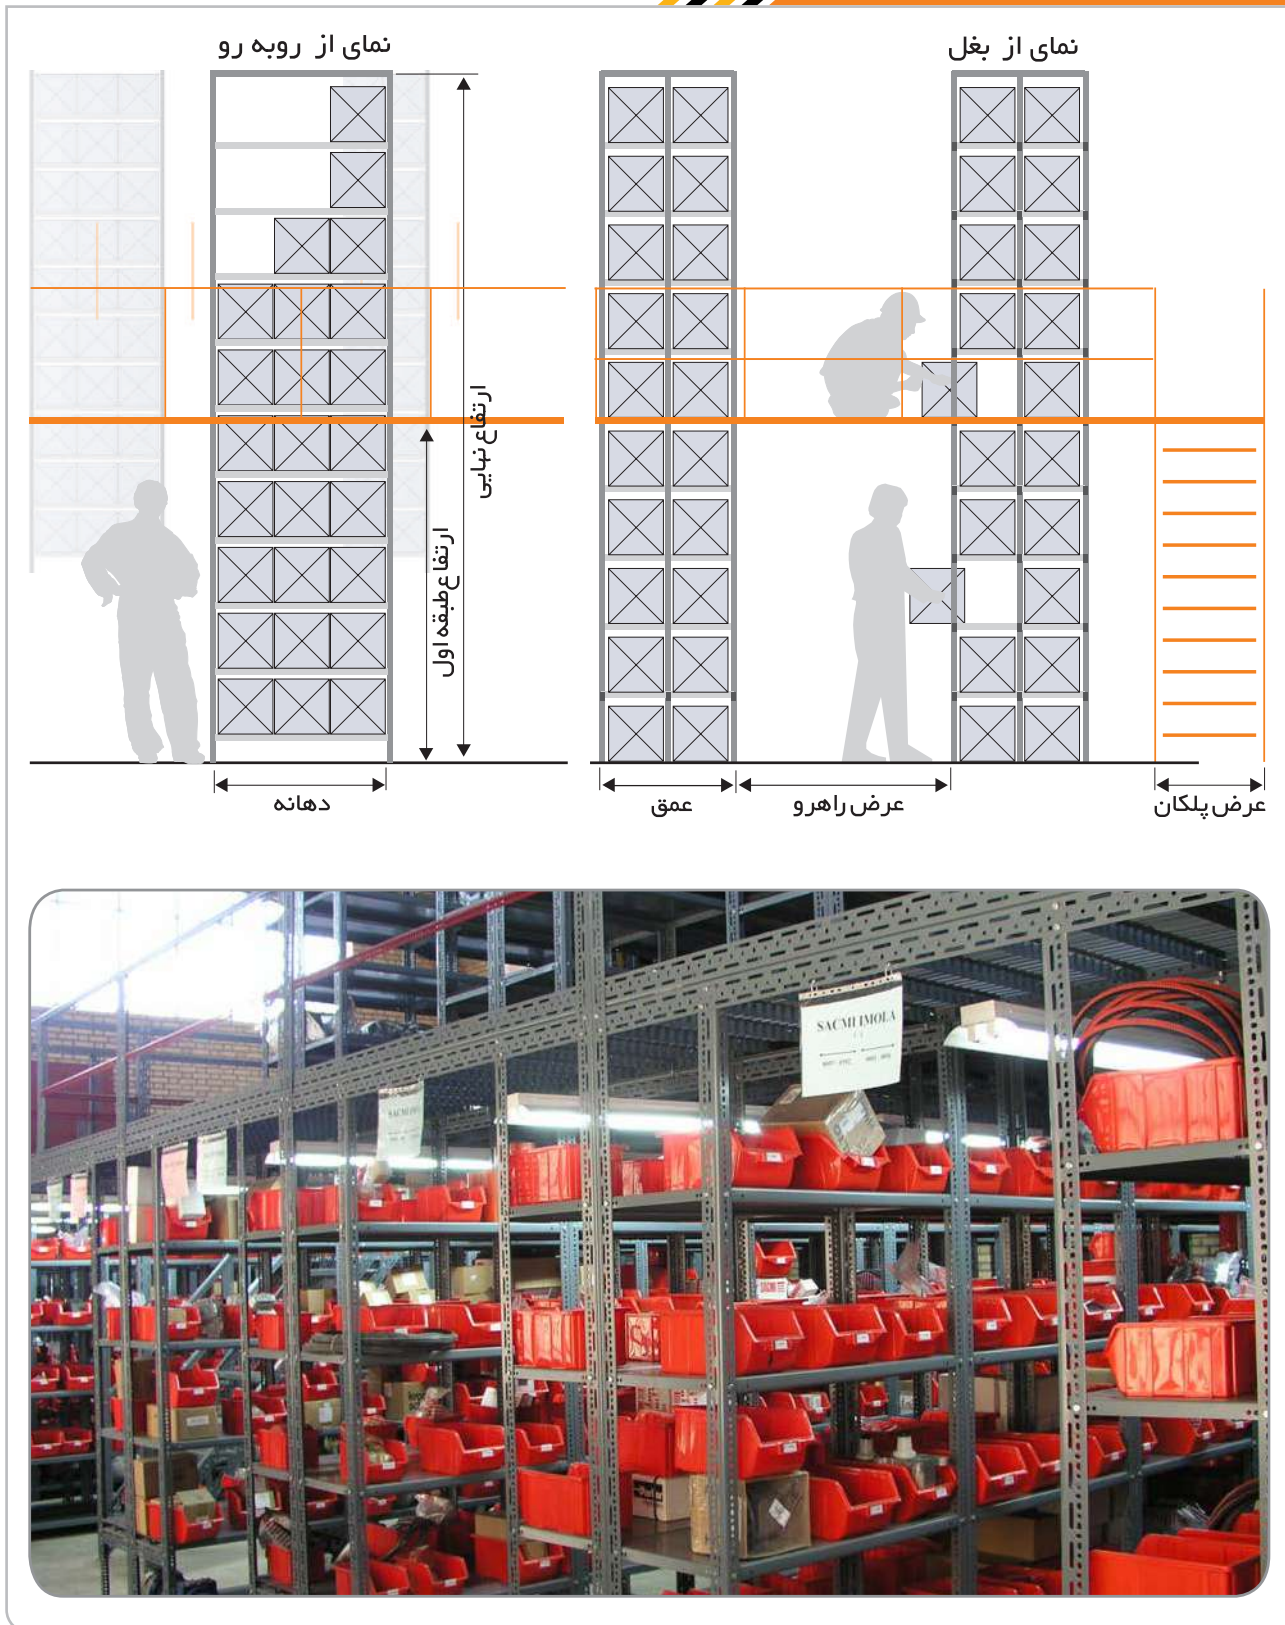 نمای از بغل
نمای از روبه رو
ارتفاع نهایی
ارتفاع طبقه اول
دهانه
عمق
عرض راهرو
عرض پلکان
SACMI IMOLA